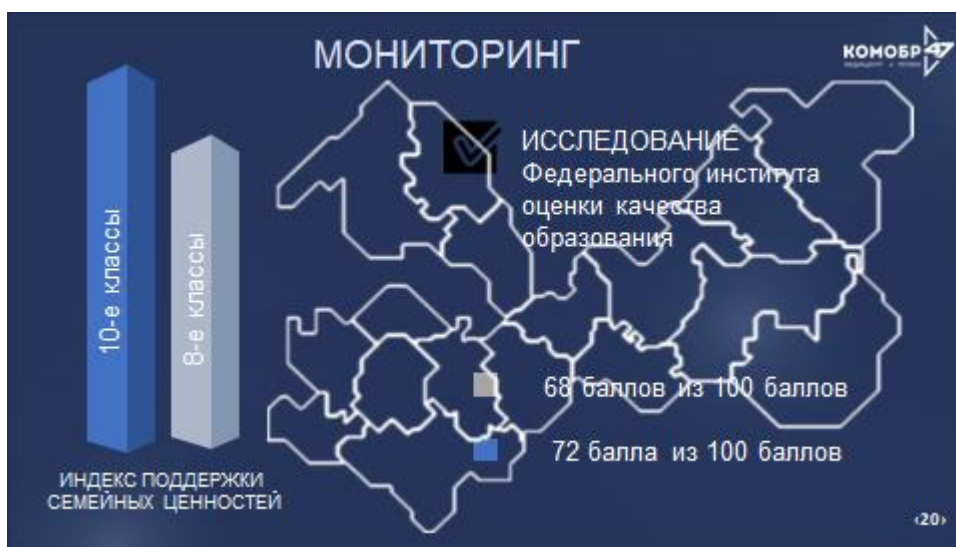 МОНИТОРИНГ
КОМОБР 47
ИССЛЕДОВАНИЕ
Федерального института
оценки качества
образования
10-е классы
8-е классы
68 баллов из 100 баллов
72 балла из 100 баллов
ИНДЕКС ПОДДЕРЖКИ
СЕМЕЙНЫХ ЦЕННОСТЕЙ
‹20›